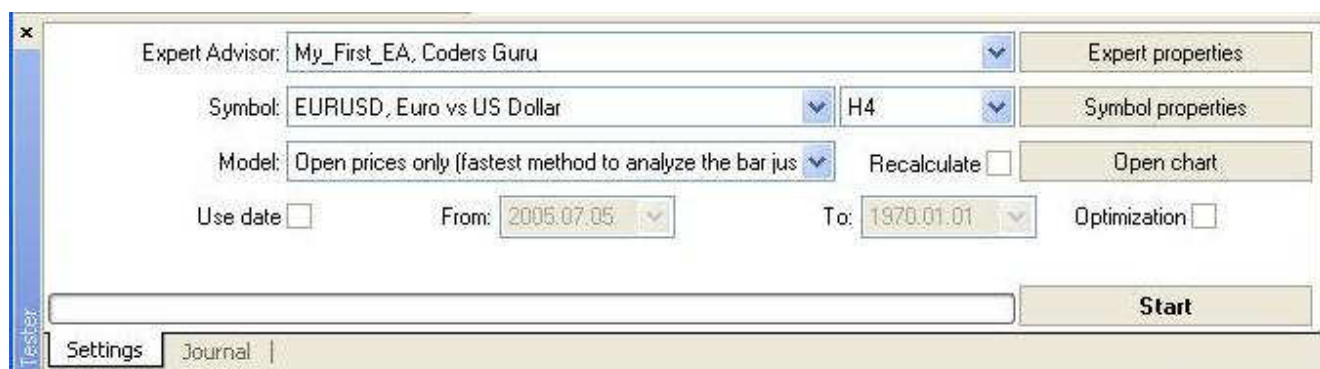 Expert Advisor: My_First_EA, Coders Guru Expert properties
Symbol: EURUSD, Euro vs US Dollar H4 Symbol properties
Model: Open prices only (fastest method to analyze the bar jus Recalculate Open chart
Use date From: 2005.07.05 To: 1970.01.01 Optimization
Start
Tester
Settings Journal